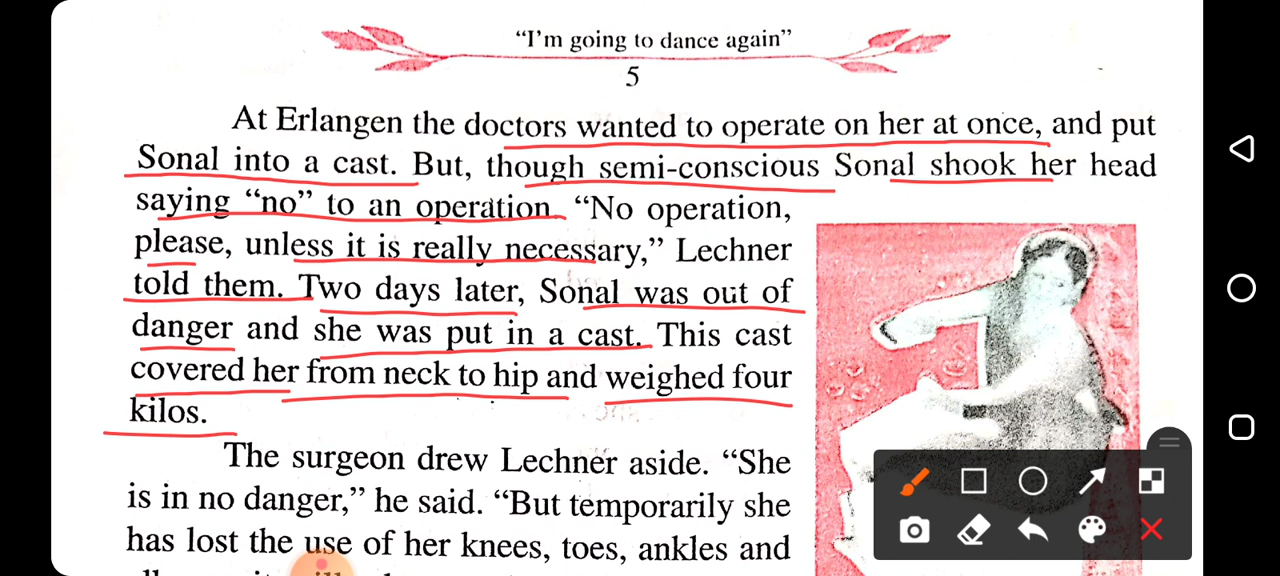 “I’m going to dance again”
5
At Erlangen the doctors wanted to operate on her at once, and put
Sonal into a cast. But, though semi-conscious Sonal shook her head
saying “no” to an operation. “No operation,
please, unless it is really necessary,” Lechner
told them. Two days later, Sonal was out of
danger and she was put in a cast. This cast
covered her from neck to hip and weighed four
kilos.
The surgeon drew Lechner aside. “She
is in no danger,” he said. “But temporarily she
has lost the use of her knees, toes, ankles and